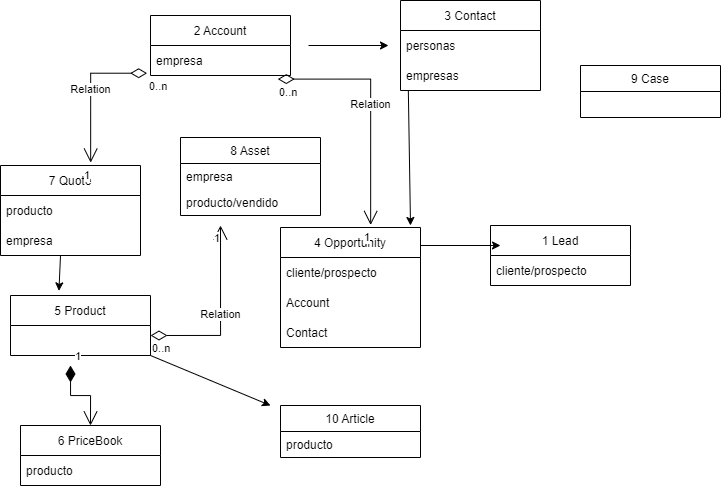 2 Account
empresa
3 Contact
personas
empresas
9 Case
Relation
0..n
0..n
Relation
8 Asset
empresa
producto/vendido
7 Quote
1
producto
empresa
1
4 Opportunity
1
cliente/prospecto
Account
Contact
1 Lead
cliente/prospecto
5 Product
Relation
0..n
1
6 PriceBook
producto
10 Article
producto